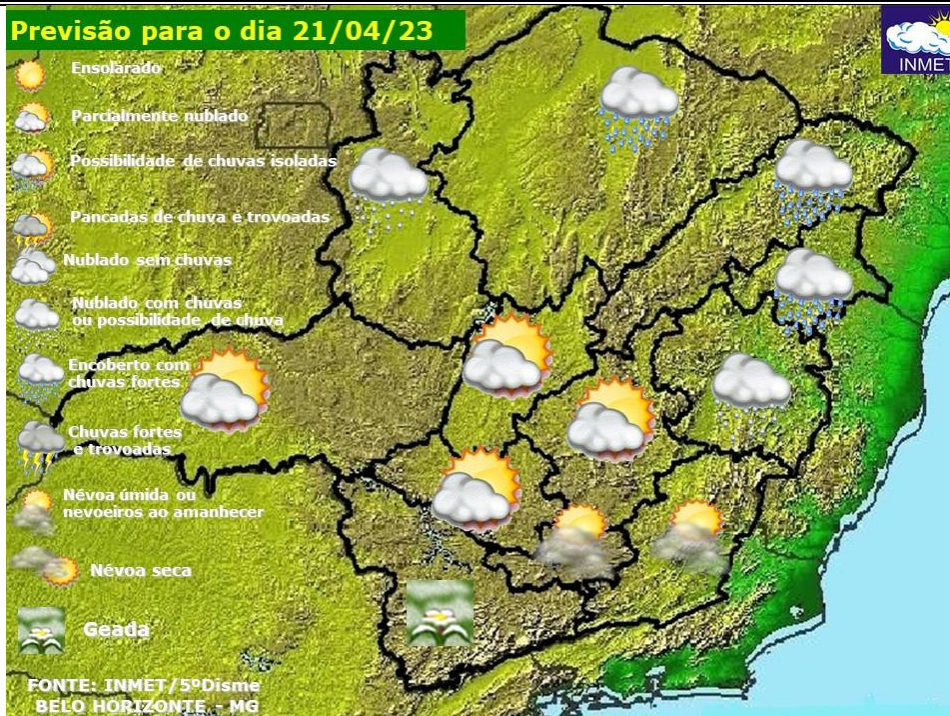 Previsão para o dia 21/04/23
INMET
Ensolarado
Parcialmente nublado
Possibilidade de chuvas isoladas
Pancadas de chuva e trovoadas
Nublado sem chuvas
Nublado com chuvas
ou possibilidade de chuva
Encoberto com
chuvas fortes
Chuvas fortes
e trovoadas
Névoa úmida ou
nevoeiros ao amanhecer
Névoa seca
Geada
FONTE: INMET/5ºDisme
BELO HORIZONTE - MG